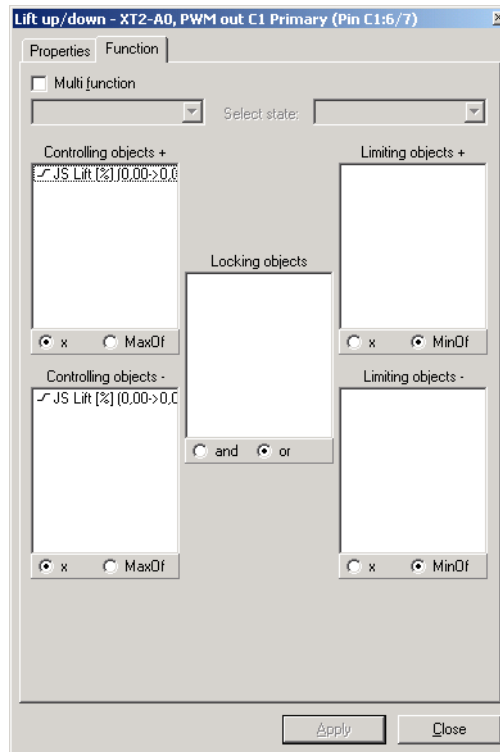 Lift up/down - XT2-A0, PWM out C1 Primary (Pin C1:6/7)
Properties Function
Multi function
Select state:
Controlling objects +
JS Lift [%] (0,00->0,0
Limiting objects +
Locking objects
x MaxOf
x MinOf
Controlling objects -
JS Lift [%] (0,00->0,0
Limiting objects -
and or
x MaxOf
x MinOf
Apply Close